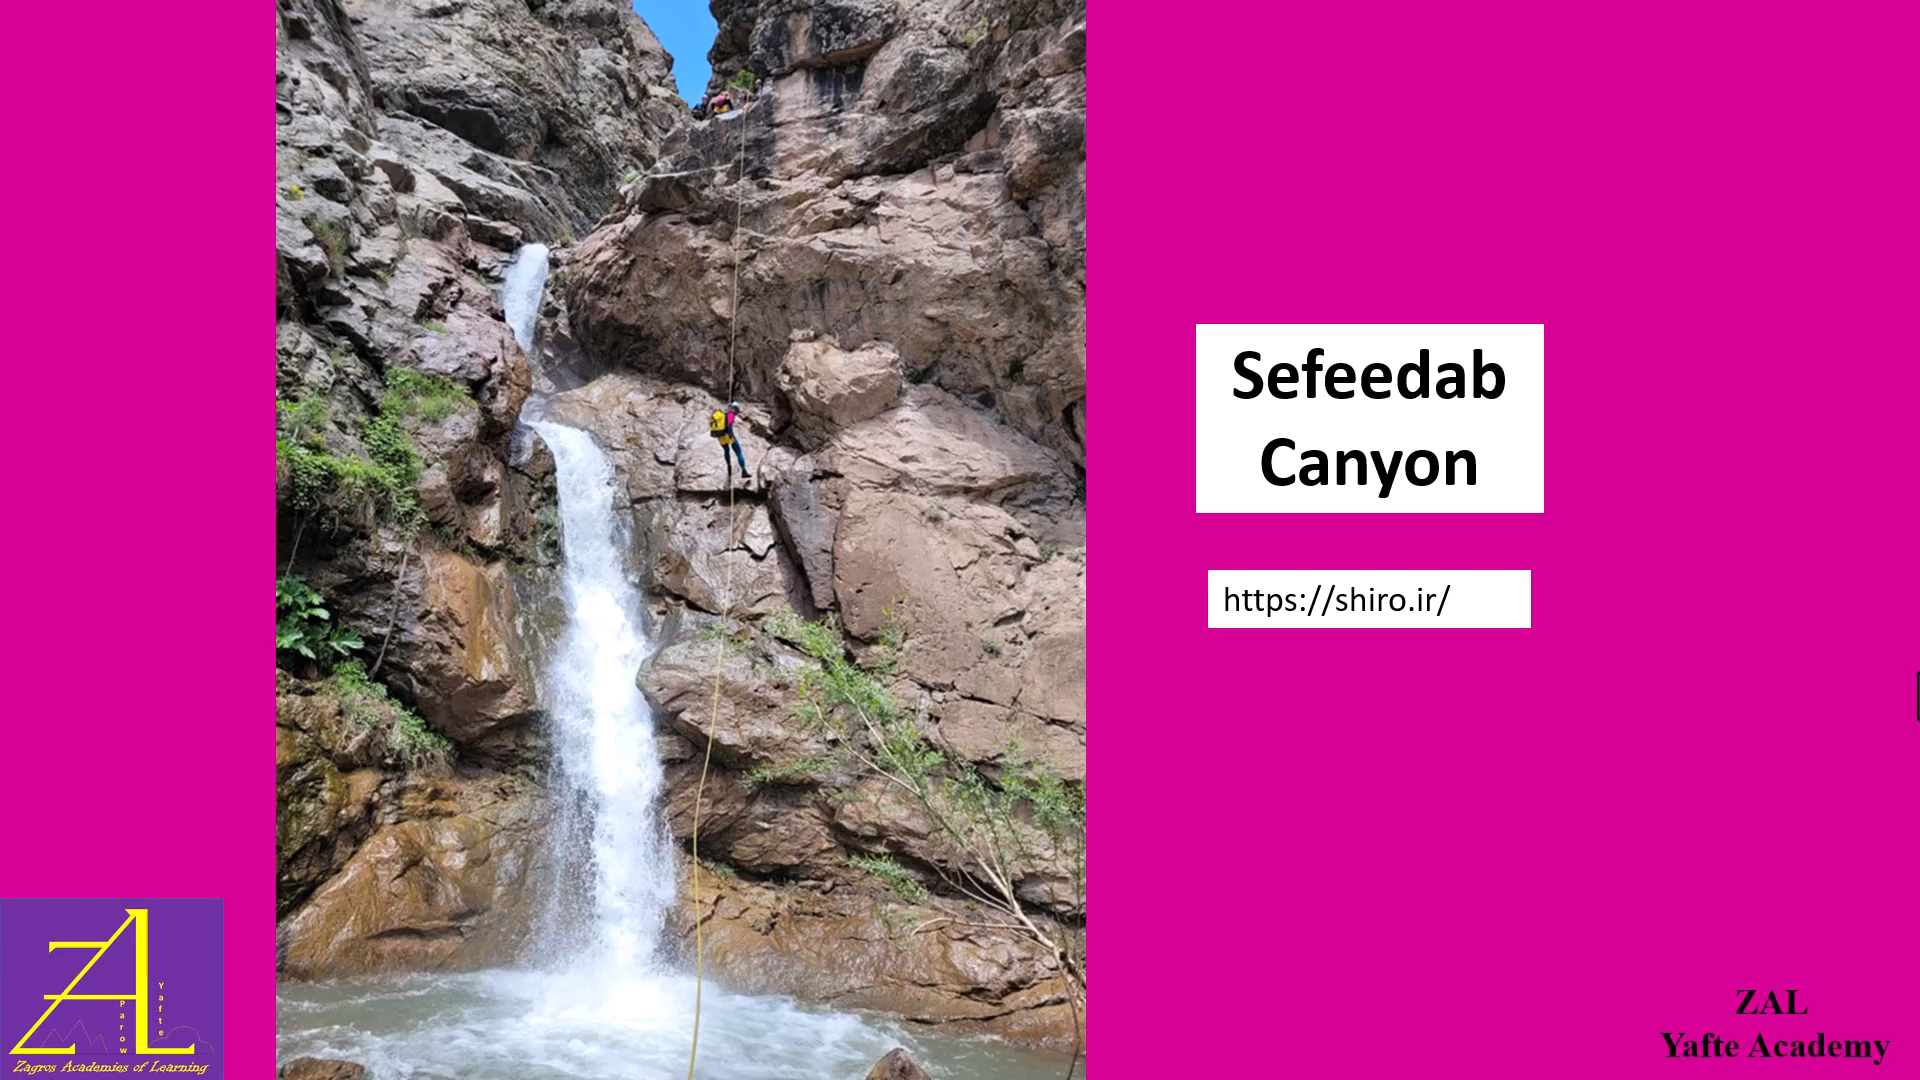 Sefeedab
Canyon
https://shiro.ir/
ZAL
Parow
Yafte
Zagros Academies of Learning
ZAL
Yafte Academy